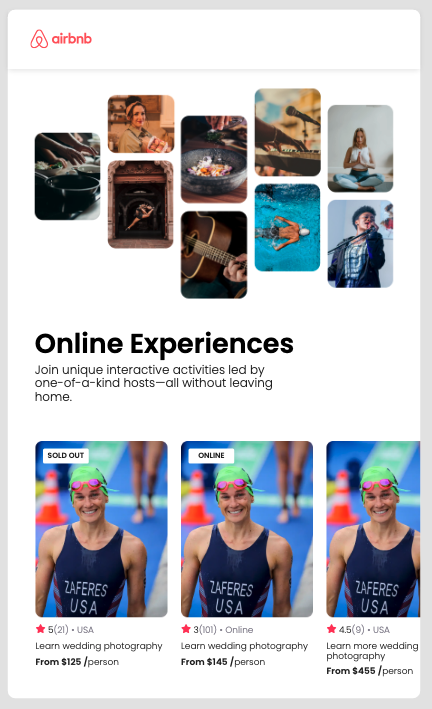 airbnb
Online Experiences
Join unique interactive activities led by
one-of-a-kind hosts—all without leaving
home.
SOLD OUT
ZAFERES
USA
5(21) • USA
Learn wedding photography
From $125 /person
ONLINE
ZAFERES
USA
3(101) • Online
Learn wedding photography
From $145 /person
ZAFERES
USA
4.5(9) • USA
Learn more wedding
photography
From $455 /person